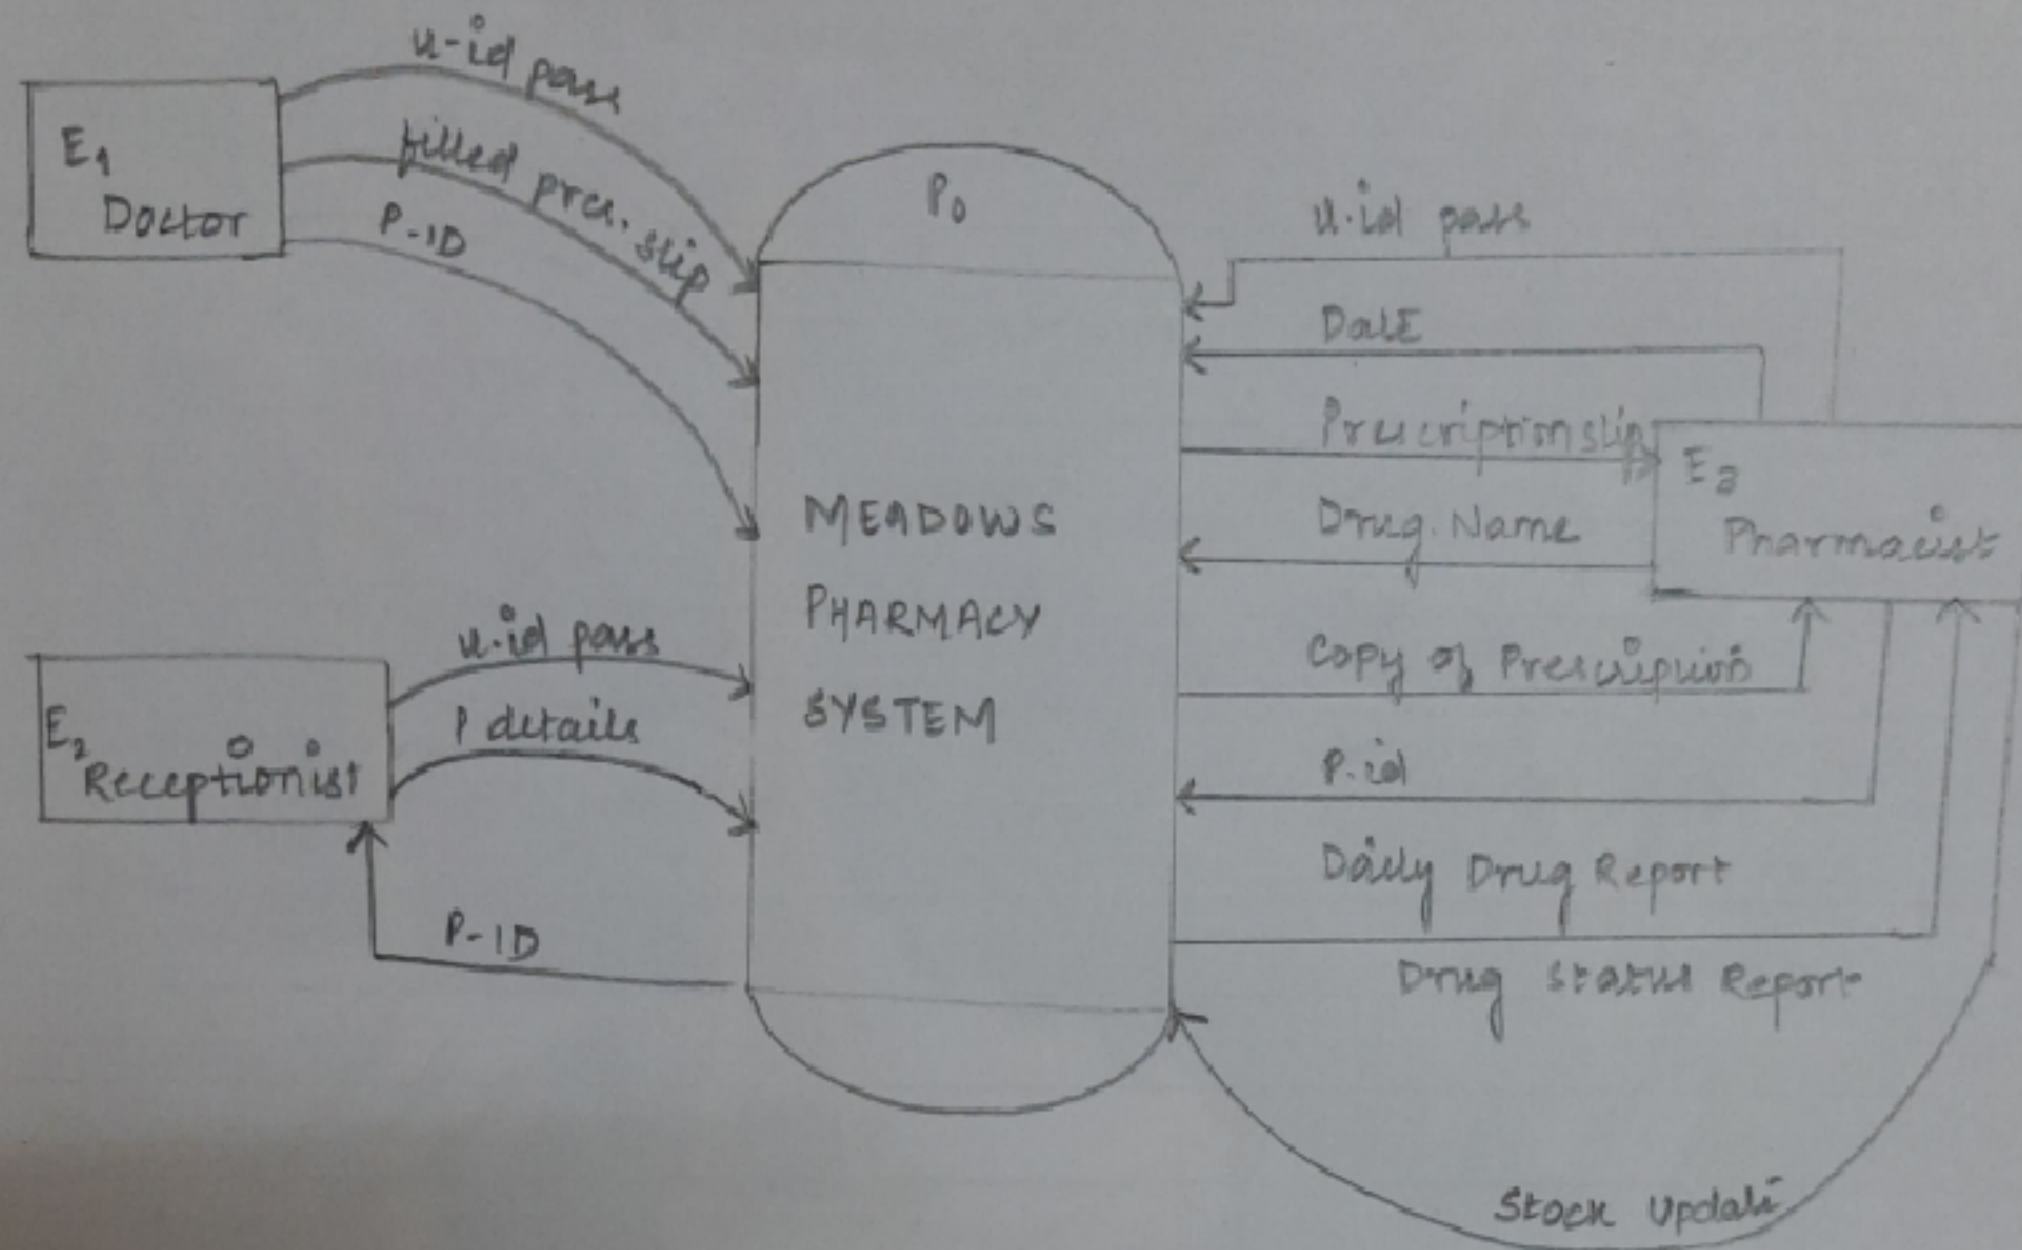 u-id pass
E1
Doctor
filled pres. slip
P-ID
P0
MEADOWS
PHARMACY
SYSTEM
u-id pass
P details
E2
Receptionist
P-ID
u.id pass
DatE
Prescription slip
E3
Pharmacist
Drug. Name
Copy of Prescription
P.id
Daily Drug Report
Drug Status Report
Stock Update